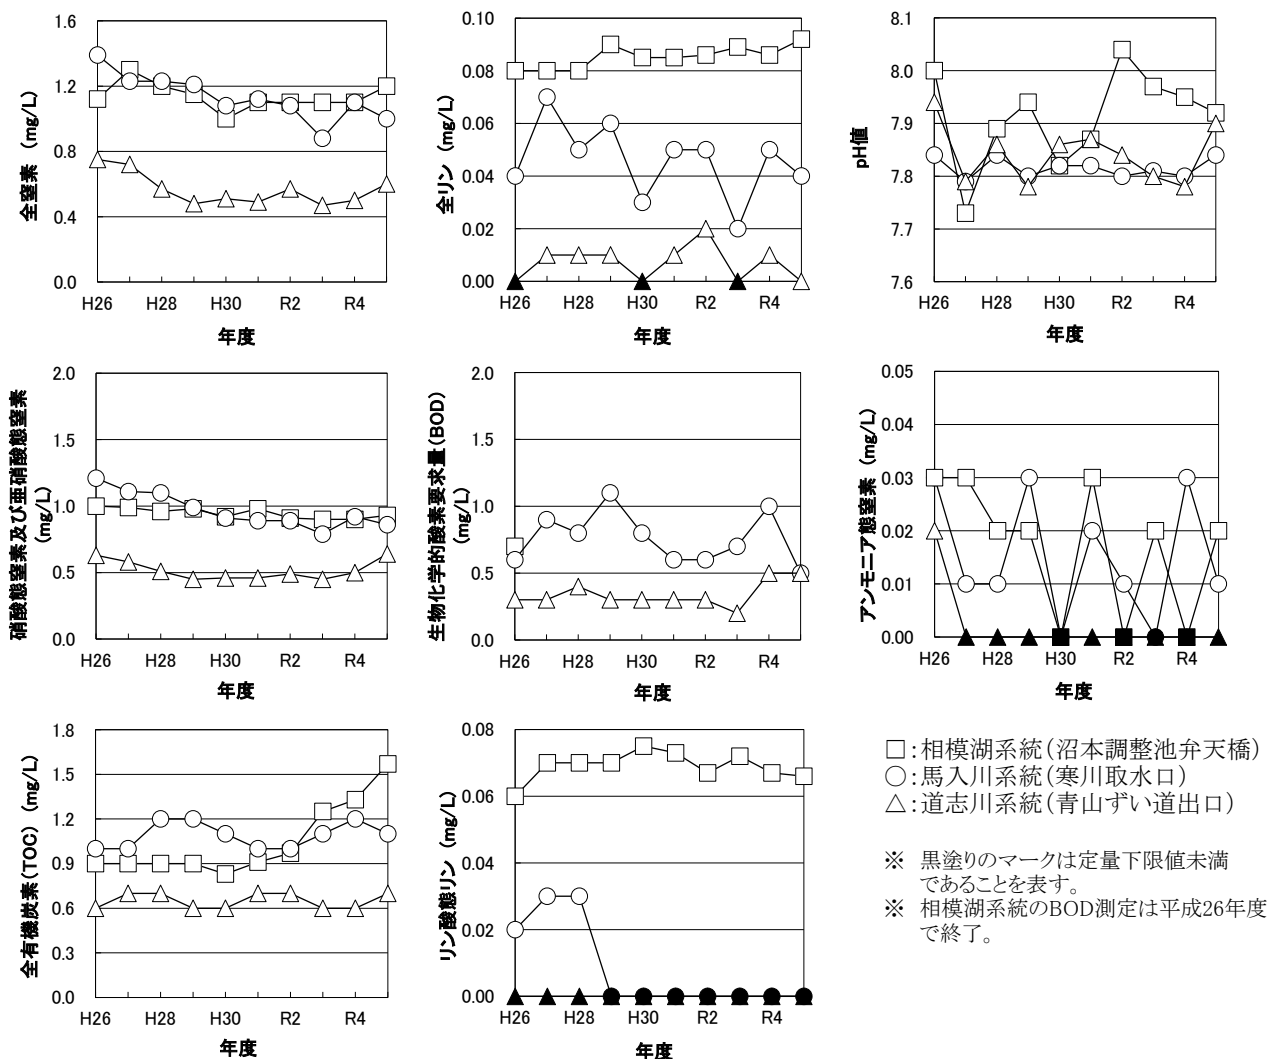 全窒素 (mg/L)
1.6
1.2
0.8
0.4
0.0
H26 H28 H30 R2 R4
年度
全リン (mg/L)
0.10
0.08
0.06
0.04
0.02
0.00
H26 H28 H30 R2 R4
年度
pH値
8.1
8.0
7.9
7.8
7.7
7.6
H26 H28 H30 R2 R4
年度
硝酸態窒素及び亜硝酸態窒素
(mg/L)
2.0
1.5
1.0
0.5
0.0
H26 H28 H30 R2 R4
年度
生物化学的酸素要求量(BOD)
(mg/L)
2.0
1.5
1.0
0.5
0.0
H26 H28 H30 R2 R4
年度
アンモニア態窒素 (mg/L)
0.05
0.04
0.03
0.02
0.01
0.00
H26 H28 H30 R2 R4
年度
全有機炭素(TOC) (mg/L)
1.8
1.5
1.2
0.9
0.6
0.3
0.0
H26 H28 H30 R2 R4
年度
リン酸態リン (mg/L)
0.08
0.06
0.04
0.02
0.00
H26 H28 H30 R2 R4
年度
□:相模湖系統(沼本調整池弁天橋)
○:馬入川系統(寒川取水口)
△:道志川系統(青山ずい道出口)
※ 黒塗りのマークは定量下限値未満
であることを表す。
※ 相模湖系統のBOD測定は平成26年度
で終了。